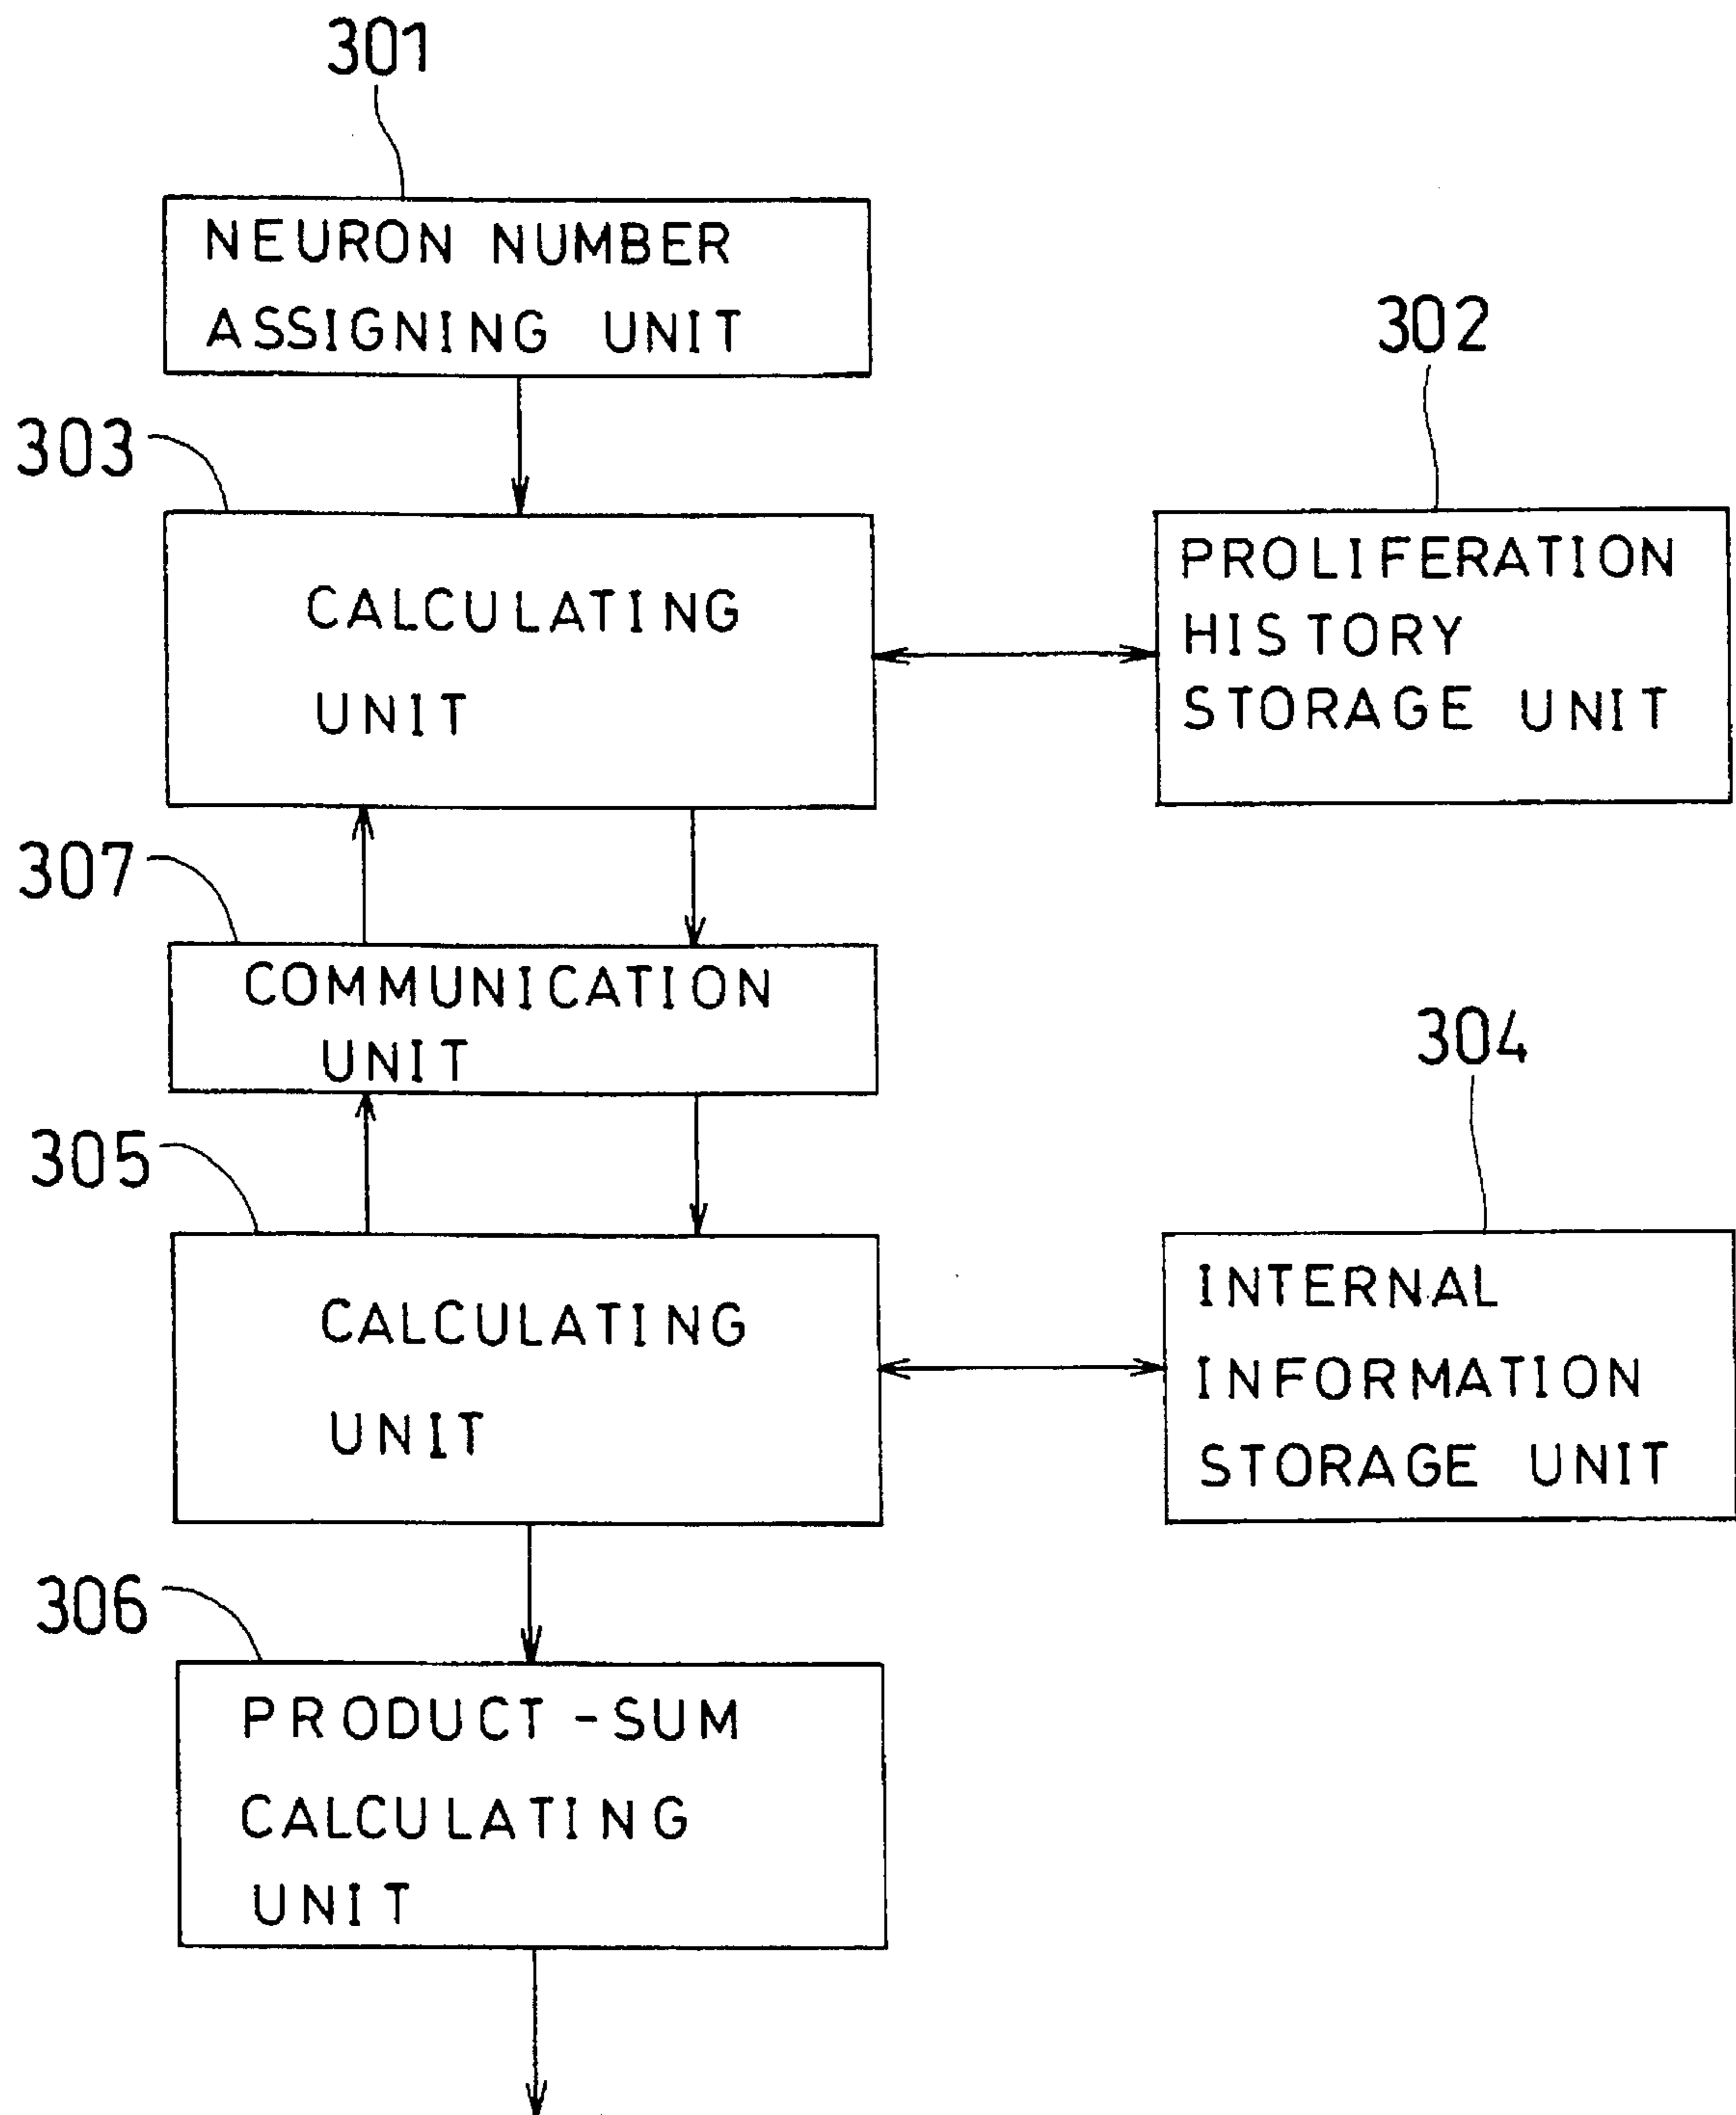 301
NEURON NUMBER
ASSIGNING UNIT
302
303
CALCULATING
UNIT
PROLIFERATION
HISTORY
STORAGE UNIT
307
COMMUNICATION
UNIT
304
305
CALCULATING
UNIT
INTERNAL
INFORMATION
STORAGE UNIT
306
PRODUCT-SUM
CALCULATING
UNIT